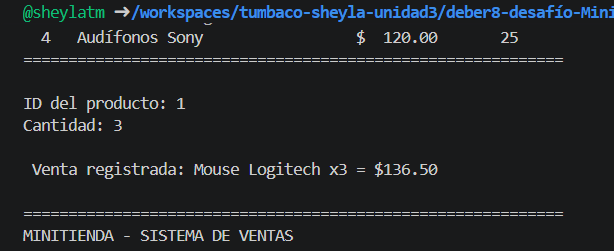 @sheylatm ➜/workspaces/tumbaco-sheyla-unidad3/deber8-desafío-Mini
4 Audífonos Sony $ 120.00 25
============================================================
ID del producto: 1
Cantidad: 3
Venta registrada: Mouse Logitech x3 = $136.50
============================================================
MINITIENDA - SISTEMA DE VENTAS